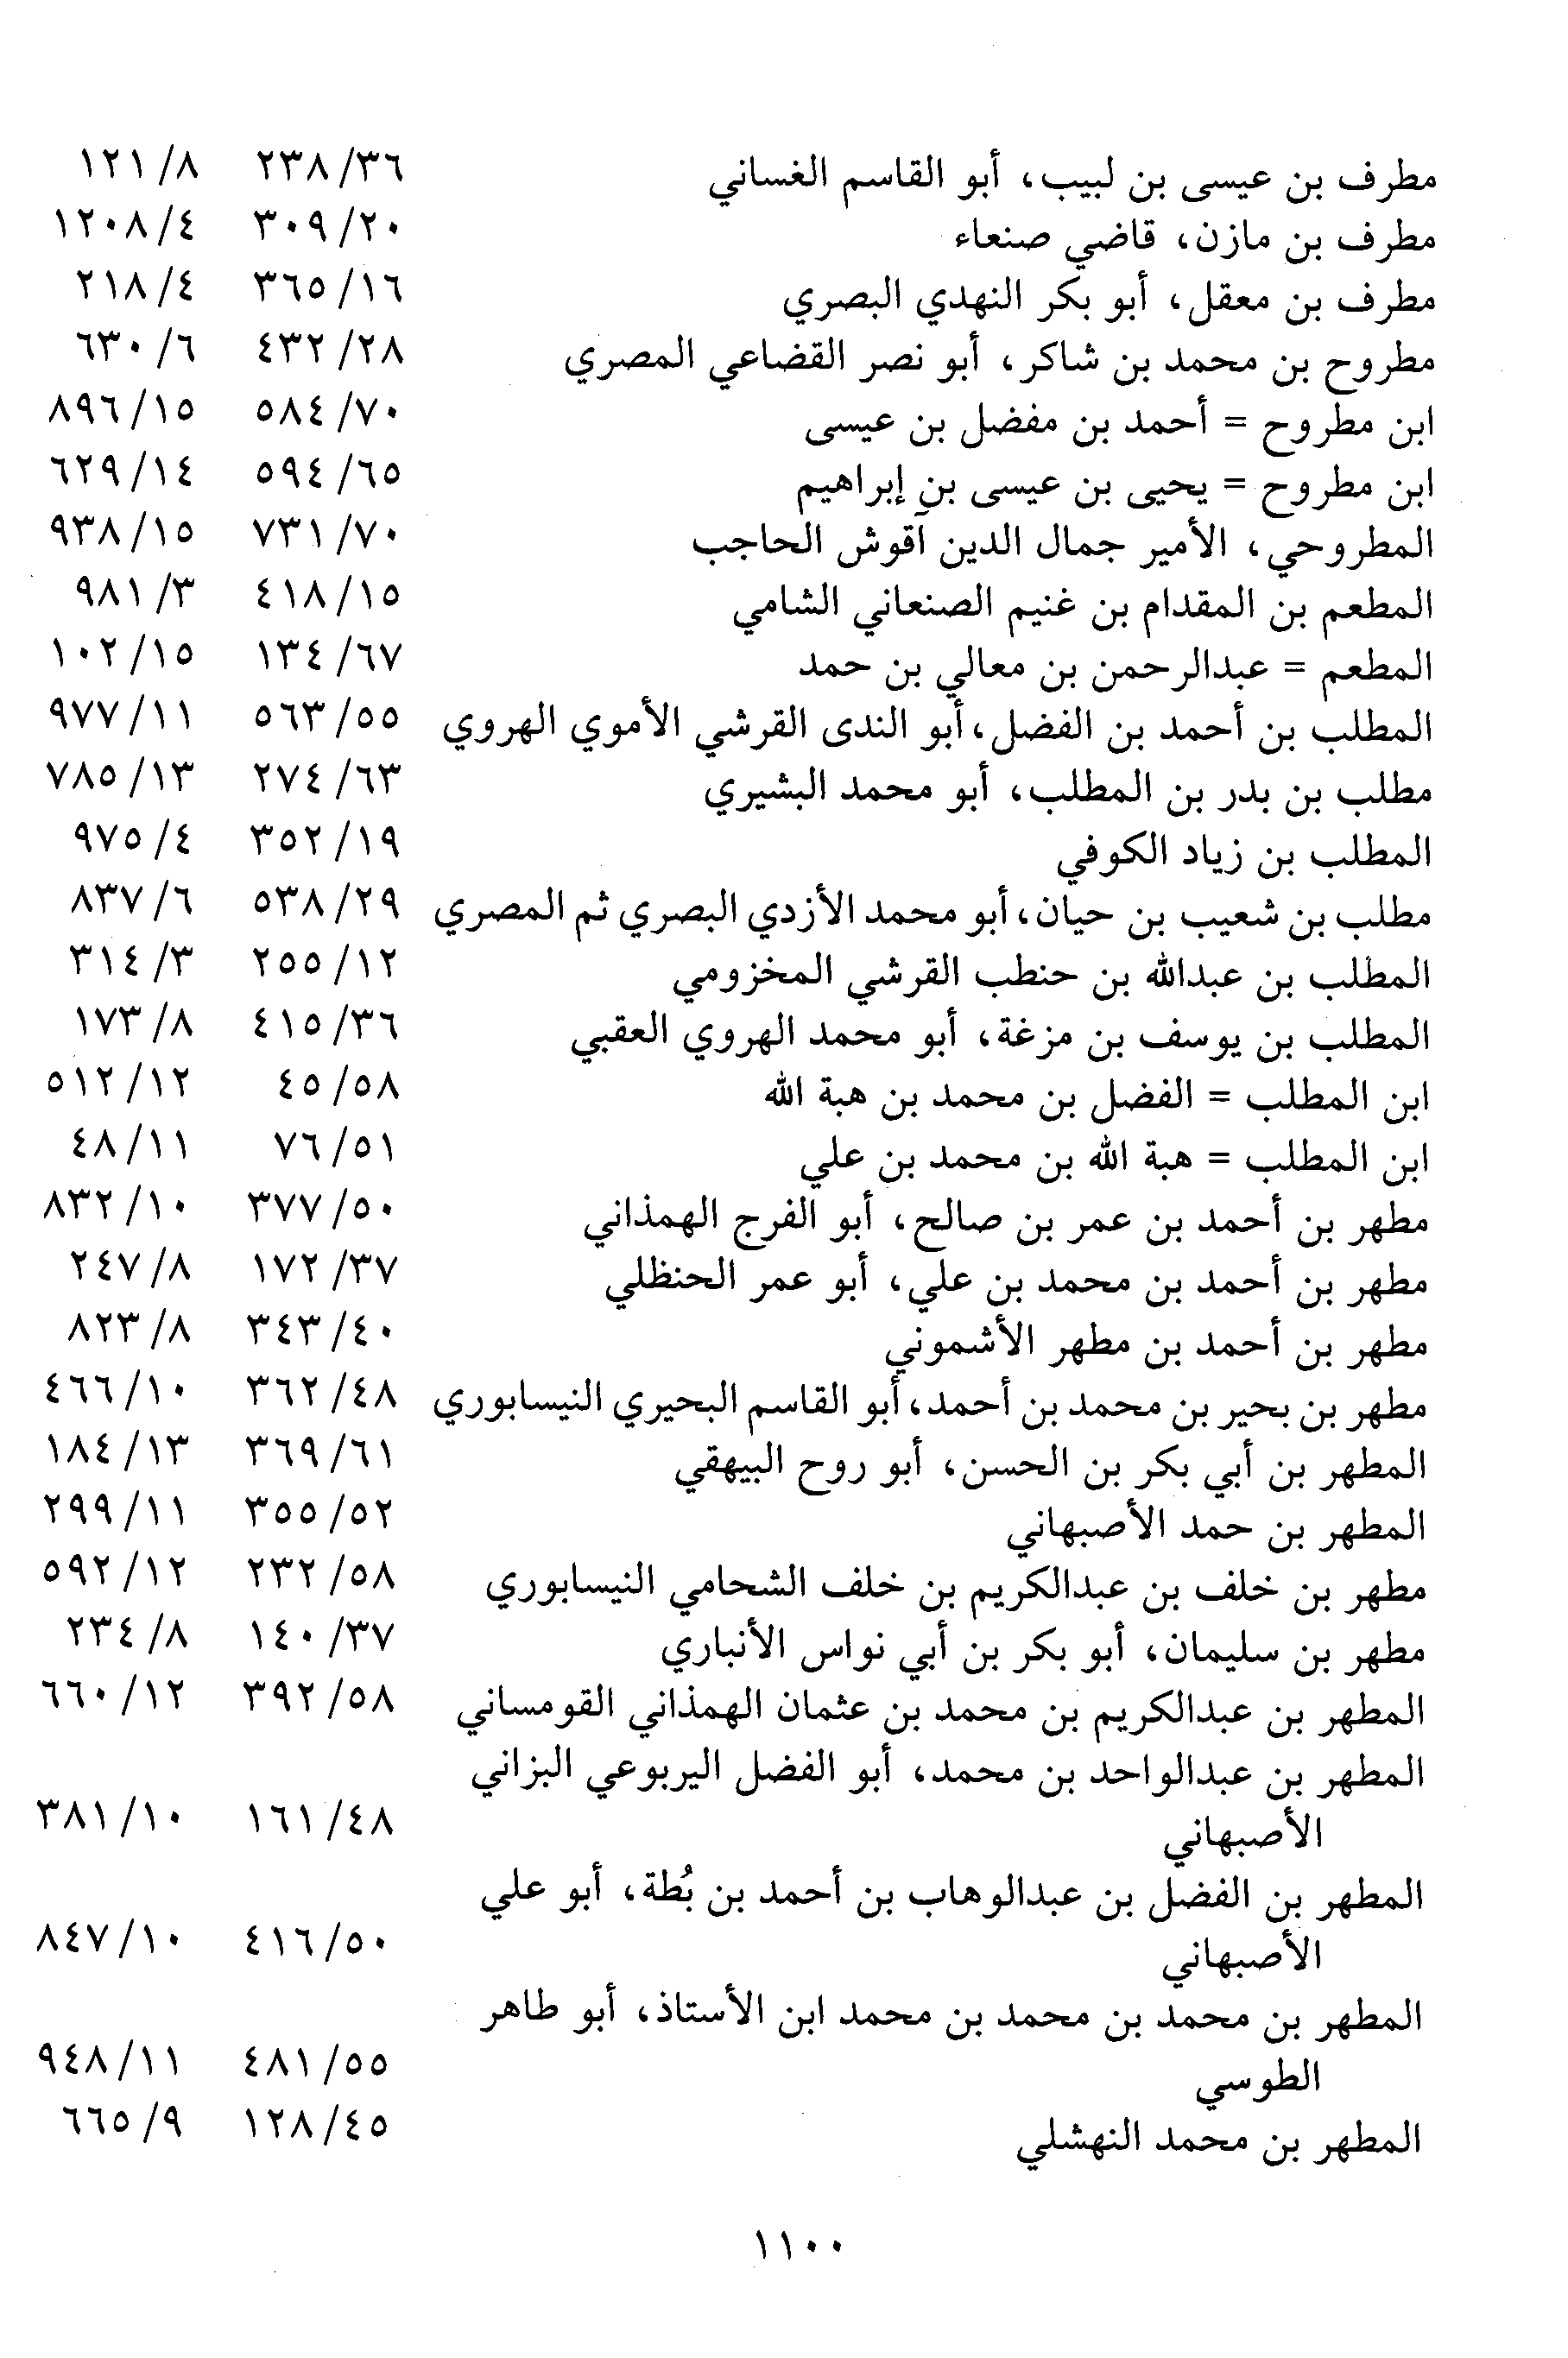 مطرف بن عيسى بن لبيب، أبو القاسم الغساني ٣٦/ ٢٣٨ ٨/ ١٢١
مطرف بن مازن، قاضي صنعاء ٢٠/ ٣٠٩ ٤/ ١٢٠٨
مطرف بن معقل، أبو بكر النهدي البصري ١٦/ ٣٦٥ ٤/ ٢١٨
مطروح بن محمد بن شاكر، أبو نصر القضاعي المصري ٢٨/ ٤٣٢ ٦/ ٦٣٠
ابن مطروح = أحمد بن مفضل بن عيسى ٧٠/ ٥٨٤ ١٥/ ٨٩٦
ابن مطروح = يحيى بن عيسى بن إبراهيم ٦٥/ ٥٩٤ ١٤/ ٦٢٩
المطروحي، الأمير جمال الدين آقوش الحاجب ٧٠/ ٧٣١ ١٥/ ٩٣٨
المطعم بن المقدام بن غنيم الصنعاني الشامي ١٥/ ٤١٨ ٣/ ٩٨١
المطعم = عبدالرحمن بن معالي بن حمد ٦٧/ ١٣٤ ١٥/ ١٠٢
المطلب بن أحمد بن الفضل، أبو الندى القرشي الأموي الهروي ٥٥/ ٥٦٣ ١١/ ٩٧٧
مطلب بن بدر بن المطلب، أبو محمد البشيري ٦٣/ ٢٧٤ ١٣/ ٧٨٥
المطلب بن زياد الكوفي ١٩/ ٣٥٢ ٤/ ٩٧٥
مطلب بن شعيب بن حيان، أبو محمد الأزدي البصري ثم المصري ٢٩/ ٥٣٨ ٦/ ٨٣٧
المطلب بن عبدالله بن حنطب القرشي المخزومي ١٢/ ٢٥٥ ٣/ ٣١٤
المطلب بن يوسف بن مزغة، أبو محمد الهروي العقبي ٣٦/ ٤١٥ ٨/ ١٧٣
ابن المطلب = الفضل بن محمد بن هبة الله ٥٨/ ٤٥ ١٢/ ٥١٢
ابن المطلب = هبة الله بن محمد بن علي ٥١/ ٧٦ ١١/ ٤٨
مطهر بن أحمد بن عمر بن صالح، أبو الفرج الهمذاني ٥٠/ ٣٧٧ ١٠/ ٨٣٢
مطهر بن أحمد بن محمد بن علي، أبو عمر الحنظلي ٣٧/ ١٧٢ ٨/ ٢٤٧
مطهر بن أحمد بن مطهر الأشموني ٤٠/ ٣٤٣ ٨/ ٨٢٣
مطهر بن بحير بن محمد بن أحمد، أبو القاسم البحيري النيسابوري ٤٨/ ٣٦٢ ١٠/ ٤٦٦
المطهر بن أبي بكر بن الحسن، أبو روح البيهقي ٦١/ ٣٦٩ ١٣/ ١٨٤
المطهر بن حمد الأصبهاني ٥٢/ ٣٥٥ ١١/ ٢٩٩
مطهر بن خلف بن عبدالكريم بن خلف الشحامي النيسابوري ٥٨/ ٢٣٢ ١٢/ ٥٩٢
مطهر بن سليمان، أبو بكر بن أبي نواس الأنباري ٣٧/ ١٤٠ ٨/ ٢٣٤
المطهر بن عبدالكريم بن محمد بن عثمان الهمذاني القومساني ٥٨/ ٣٩٢ ١٢/ ٦٦٠
المطهر بن عبدالواحد بن محمد، أبو الفضل اليربوعي البزاني
الأصبهاني ٤٨/ ١٦١ ١٠/ ٣٨١
المطهر بن الفضل بن عبدالوهاب بن أحمد بن بُطة، أبو علي
الأصبهاني ٥٠/ ٤١٦ ١٠/ ٨٤٧
المطهر بن محمد بن محمد بن محمد ابن الأستاذ، أبو طاهر
الطوسي ٥٥/ ٤٨١ ١١/ ٩٤٨
المطهر بن محمد النهشلي ٤٥/ ١٢٨ ٩/ ٦٦٥
١١٠٠